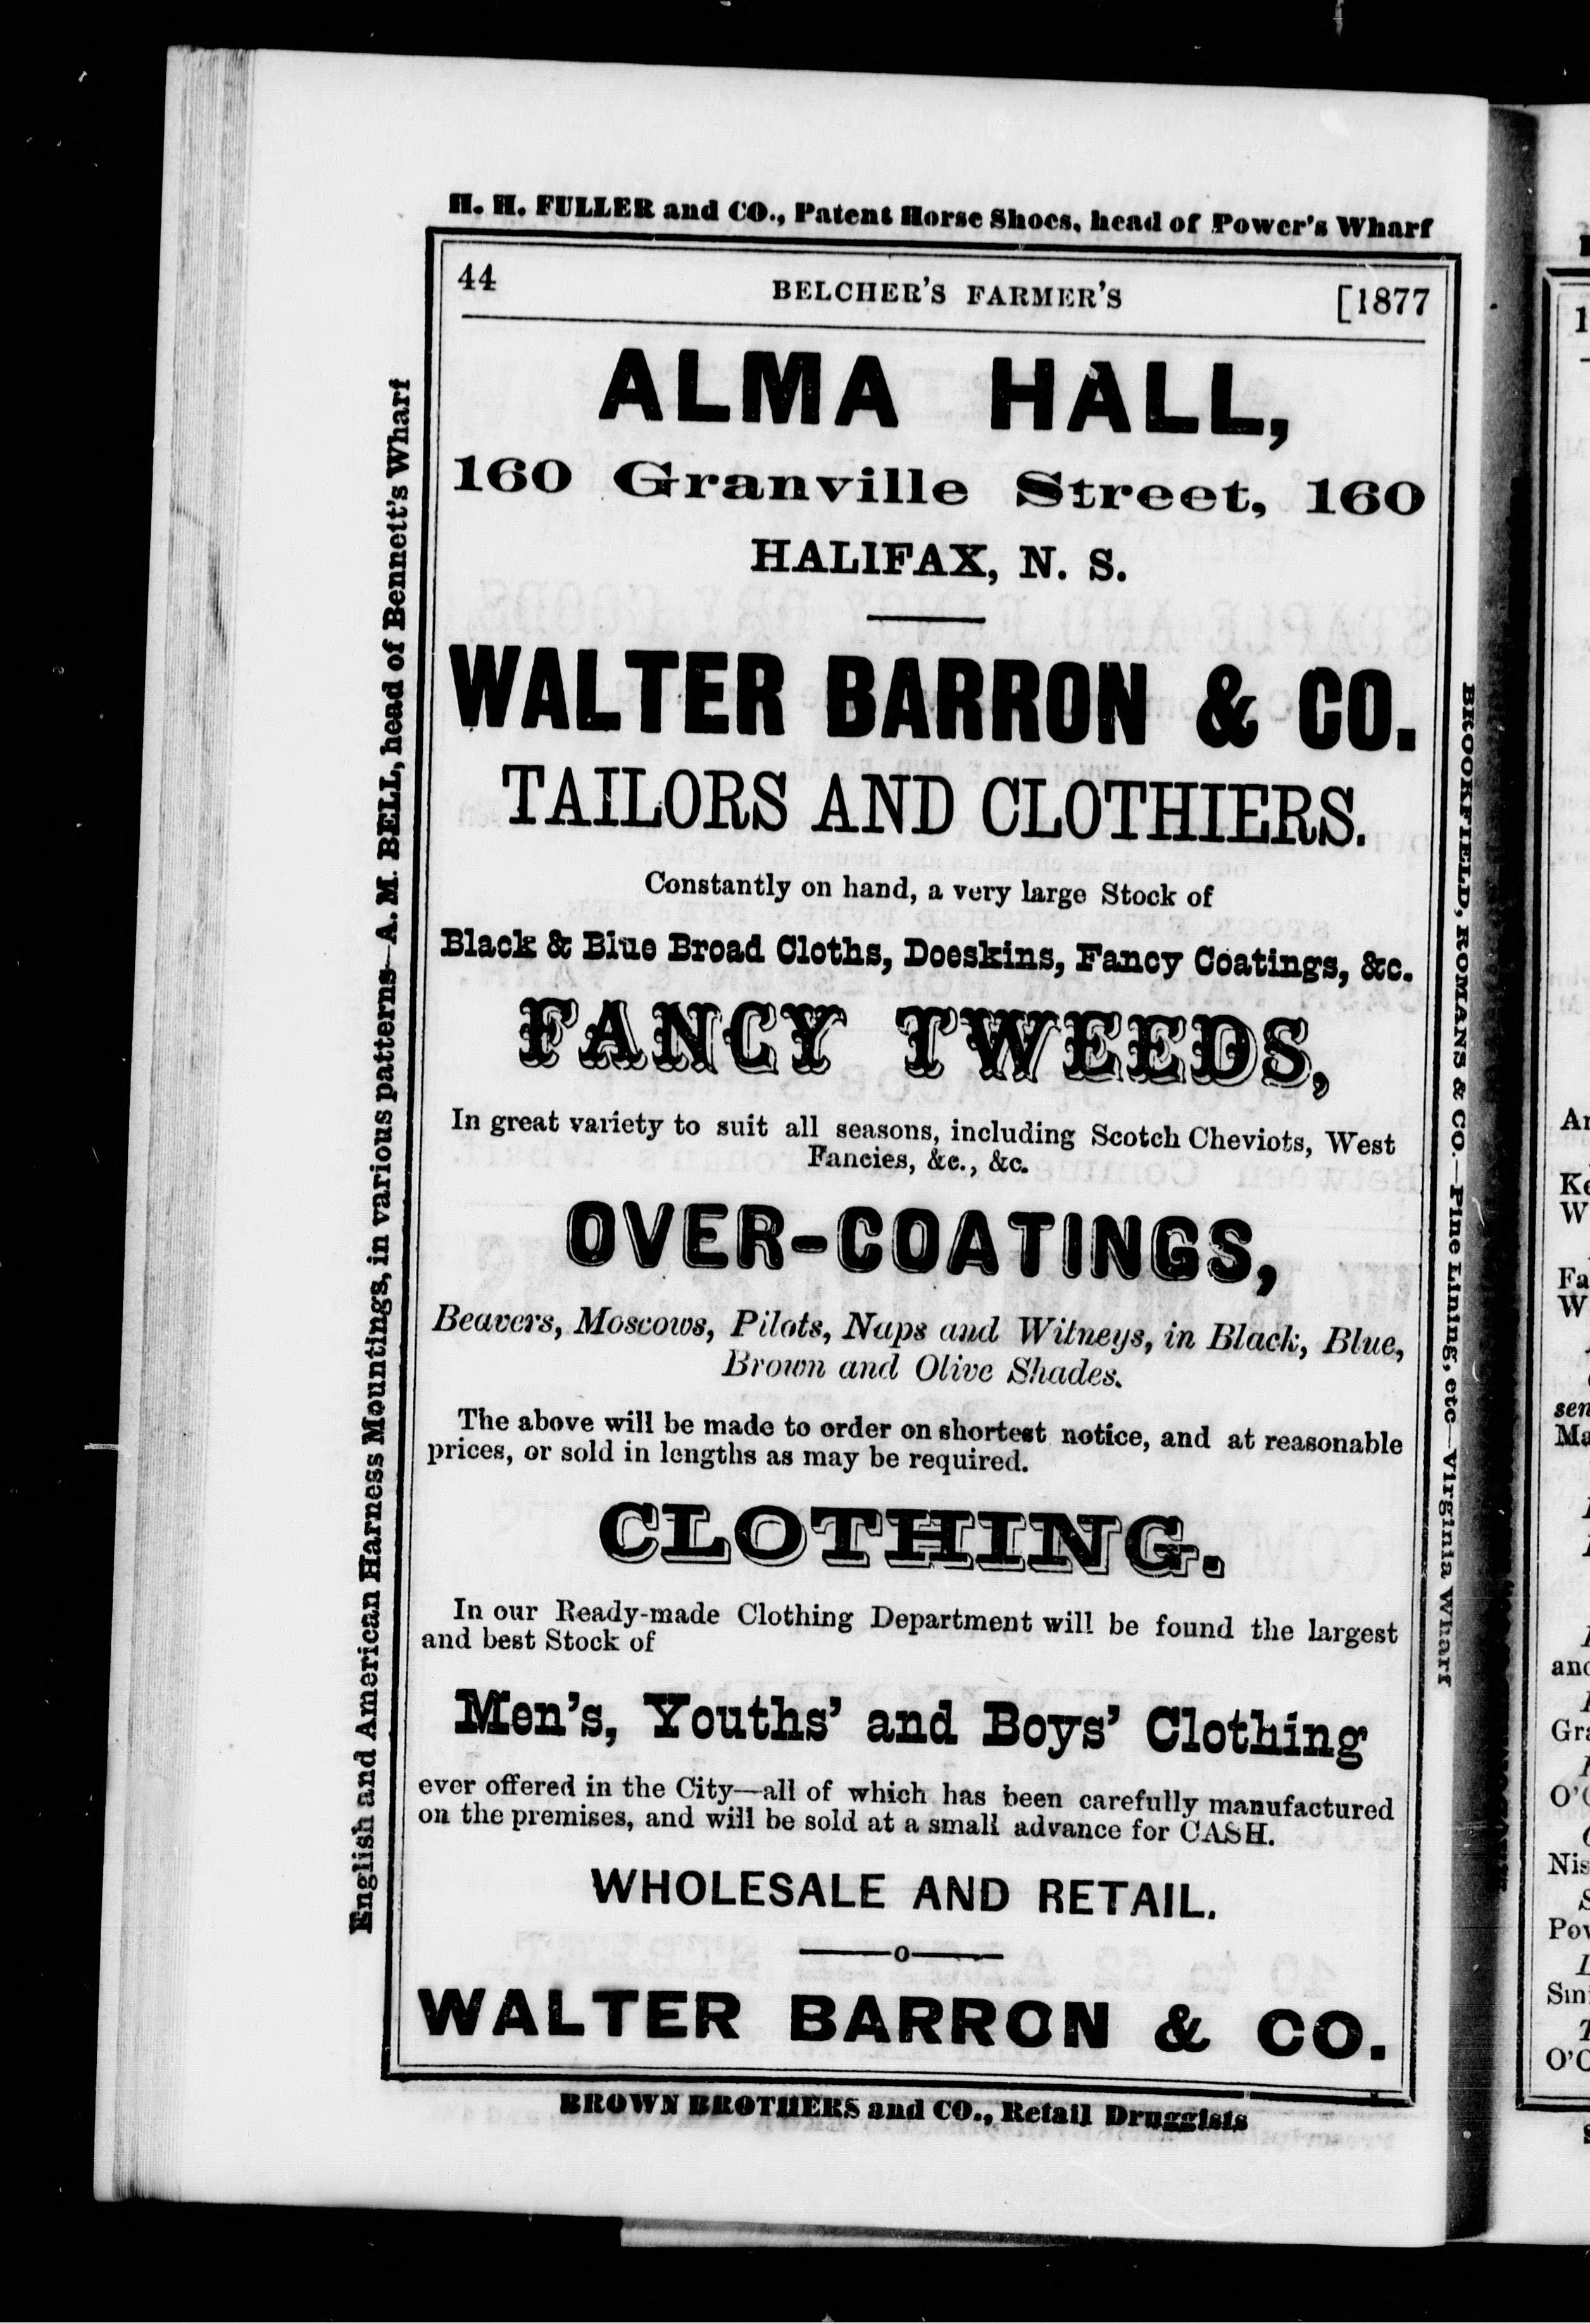 H. H. FULLER and CO., Patent Horse Shoes, head of Power's Wharf
44 BELCHER'S FARMER'S [1877
ALMA HALL,
160 Granville Street, 160
HALIFAX, N. S.
WALTER BARRON & CO.
TAILORS AND CLOTHIERS.
Constantly on hand, a very large Stock of
Black & Blue Broad Cloths, Doeskins, Fancy Coatings, &c.
FANCY TWEEDS,
In great variety to suit all seasons, including Scotch Cheviots, West
Fancies, &c., &c.
OVER-COATINGS,
Beavers, Moscows, Pilots, Naps and Witneys, in Black, Blue,
Brown and Olive Shades.
The above will be made to order on shortest notice, and at reasonable
prices, or sold in lengths as may be required.
CLOTHING.
In our Ready-made Clothing Department will be found the largest
and best Stock of
Men's, Youths' and Boys' Clothing
ever offered in the City—all of which has been carefully manufactured
on the premises, and will be sold at a small advance for CASH.
WHOLESALE AND RETAIL.
o
WALTER BARRON & CO.
BROWN BROTHERS and CO., Retail Druggists
English and American Harness Mountings, in various patterns—A. M. BELL, head of Bennett's Wharf
BROOKFIELD, ROMANS & CO.—Pine Lining, etc—Virginia Wharf